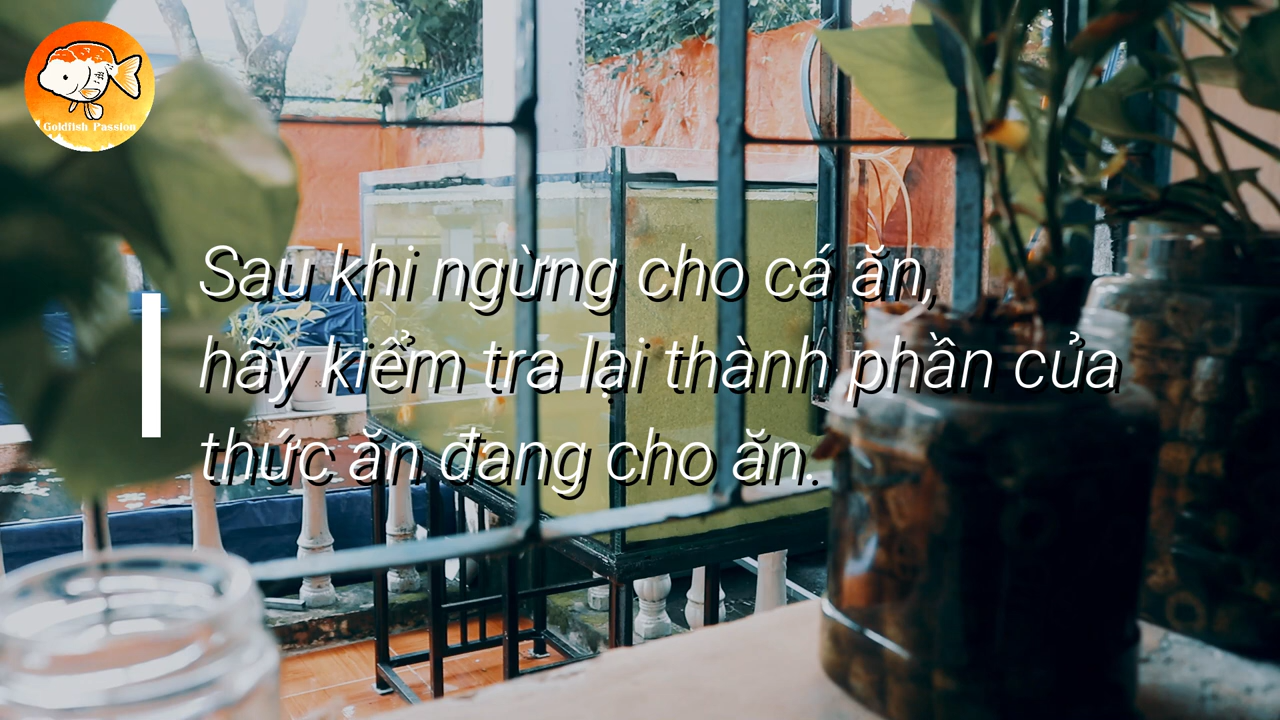 Goldfish Passion
Sau khi ngừng cho cá ăn,
hãy kiểm tra lại thành phần của
thức ăn đang cho ăn.